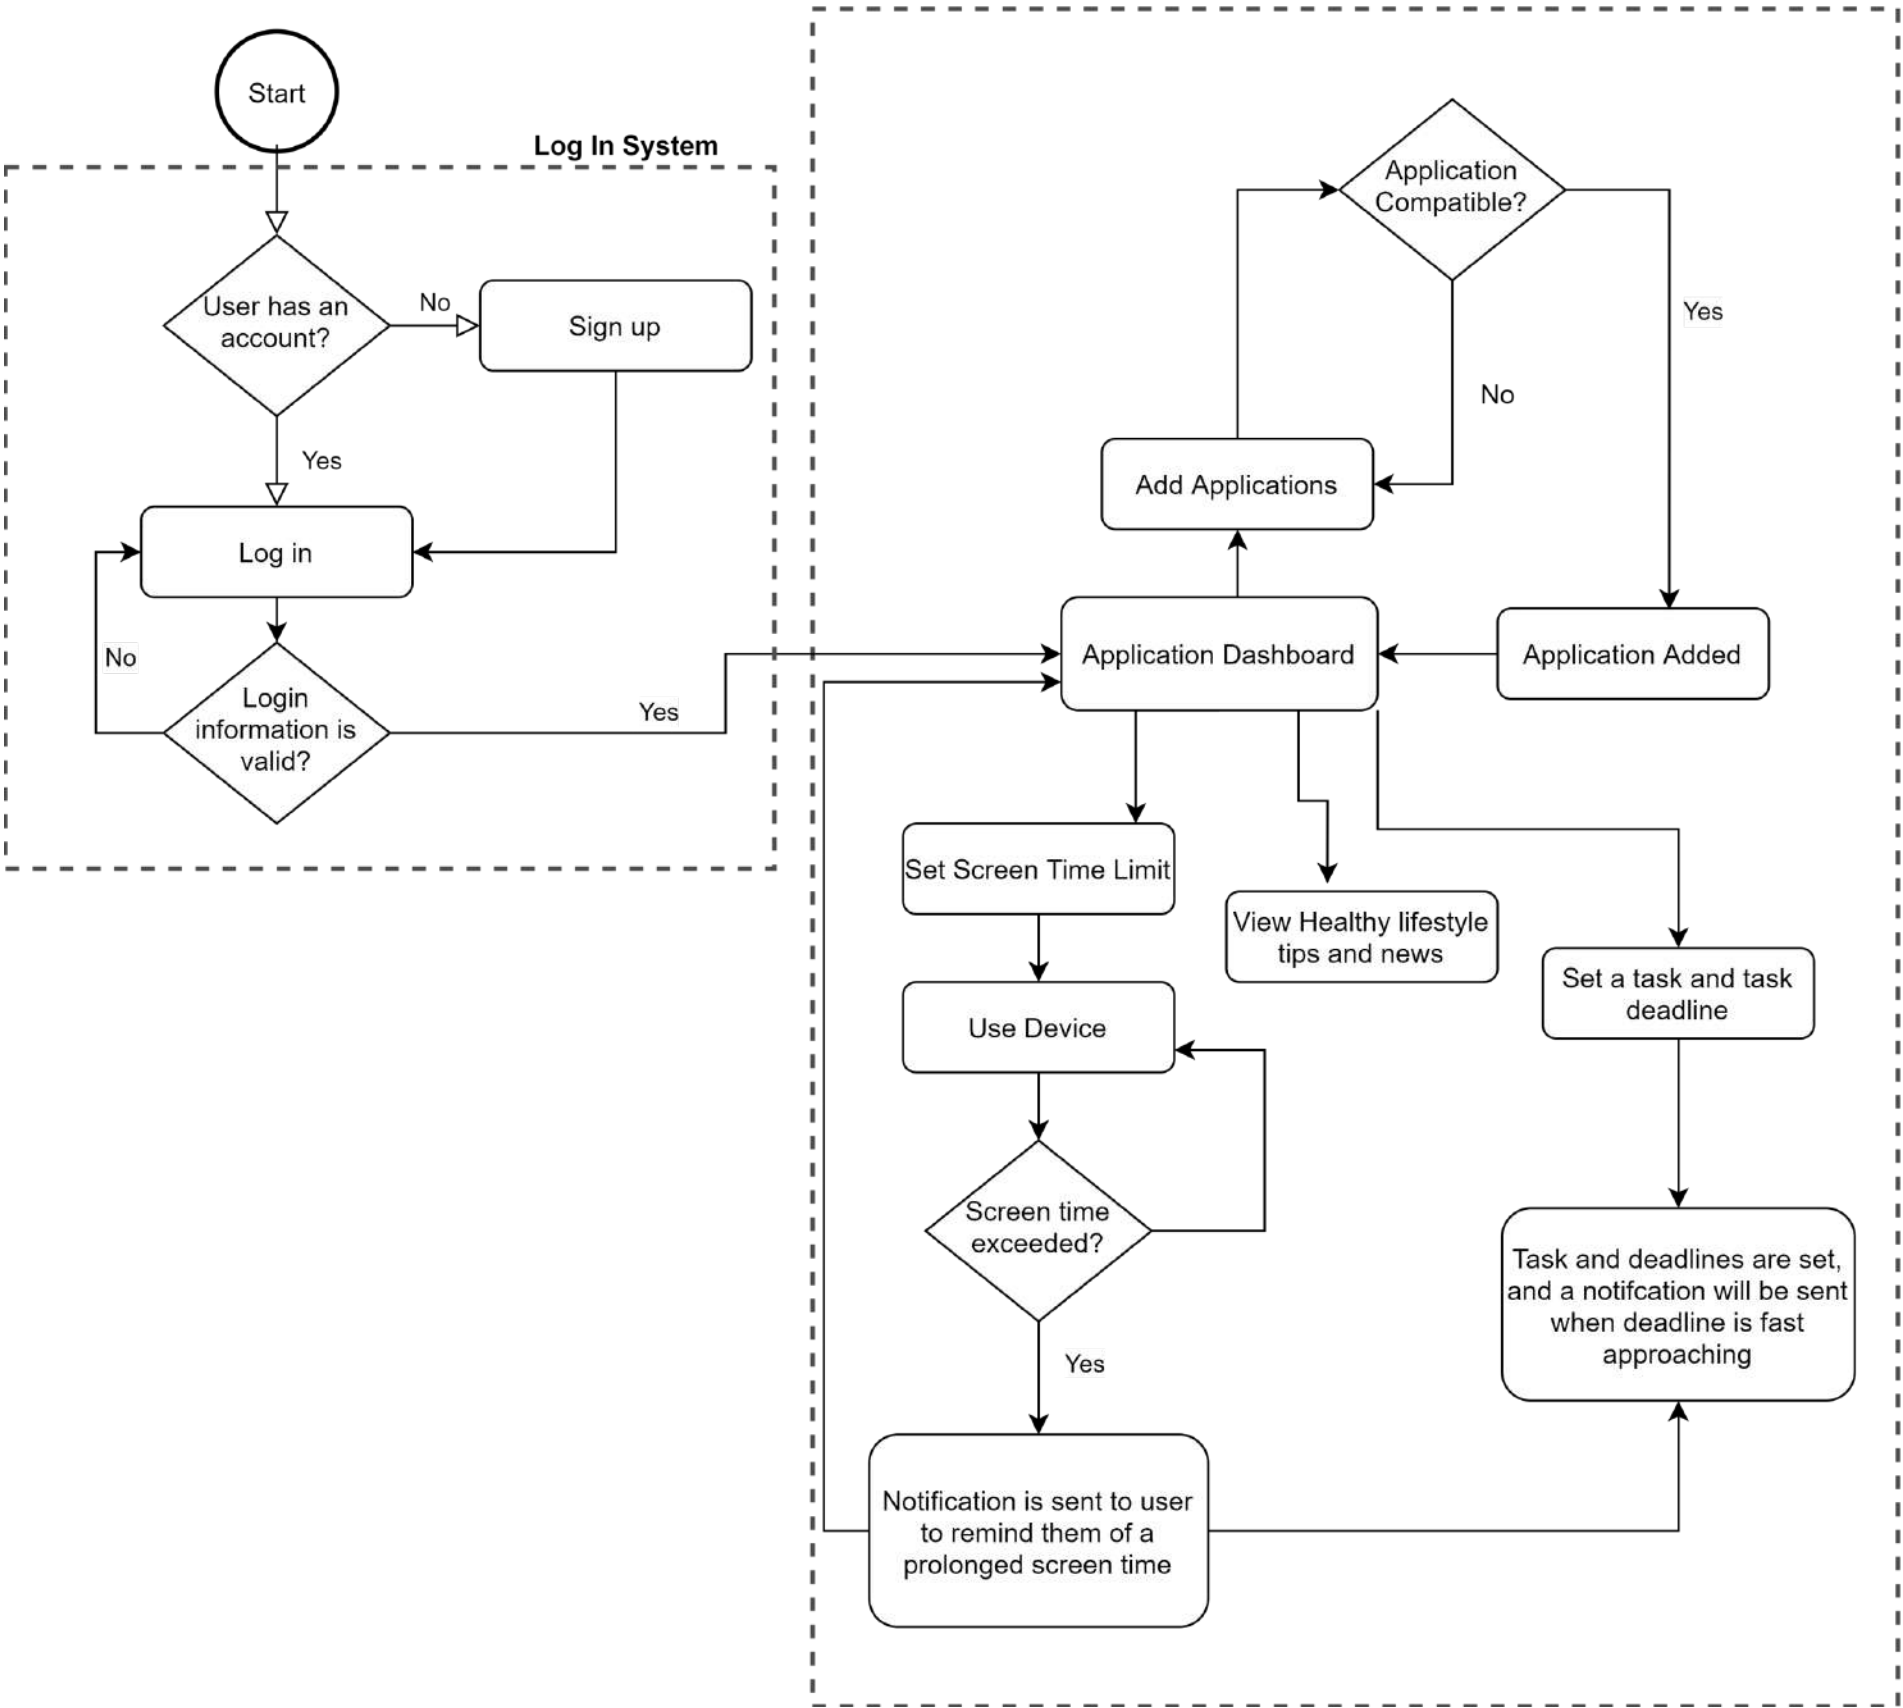 Start
Log In System
User has an
account?
No
Sign up
Yes
Log in
No
Login
information is
valid?
Yes
Application
Compatible?
Yes
No
Add Applications
Application Dashboard
Application Added
Set Screen Time Limit
View Healthy lifestyle
tips and news
Set a task and task
deadline
Use Device
Screen time
exceeded?
Yes
Task and deadlines are set,
and a notifcation will be sent
when deadline is fast
approaching
Notification is sent to user
to remind them of a
prolonged screen time